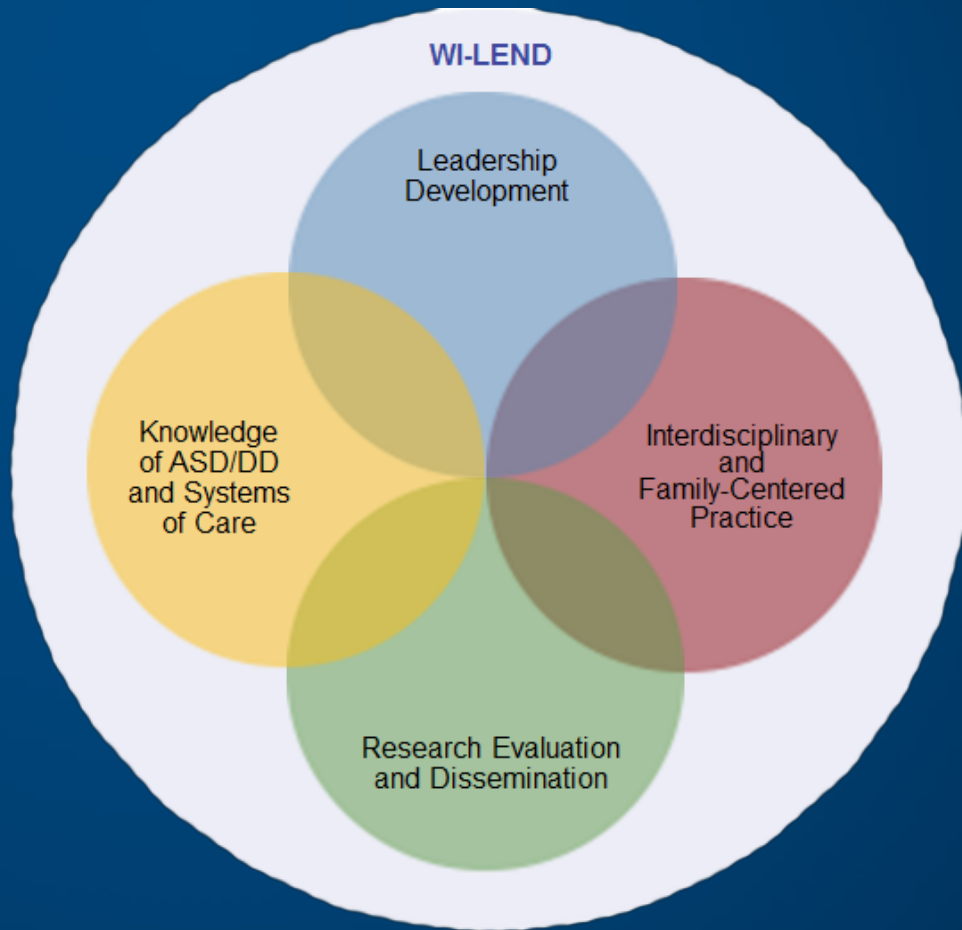 WI-LEND
Leadership
Development
Knowledge
of ASD/DD
and Systems
of Care
Interdisciplinary
and
Family-Centered
Practice
Research Evaluation
and Dissemination